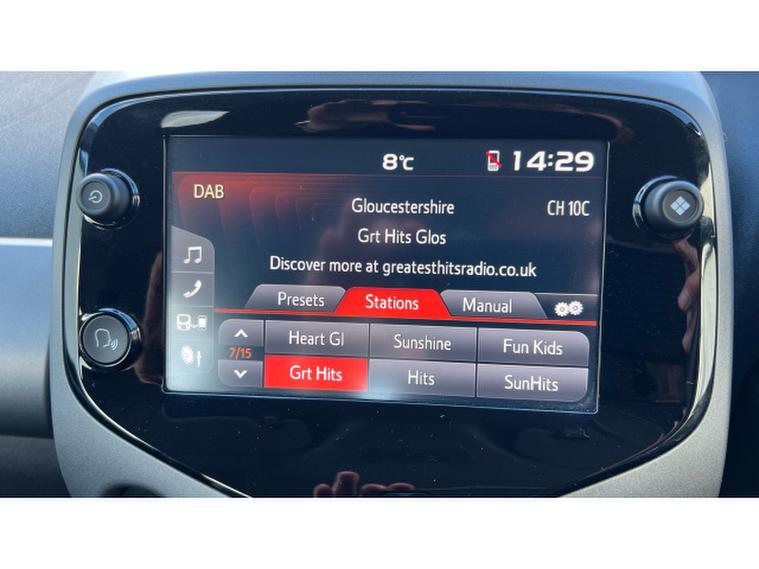 8°C 14:29
DAB Gloucestershire CH 10C
Grt Hits Glos
Discover more at greatesthitsradio.co.uk
Presets Stations Manual
Heart Gl Sunshine Fun Kids
7/15
Grt Hits Hits SunHits